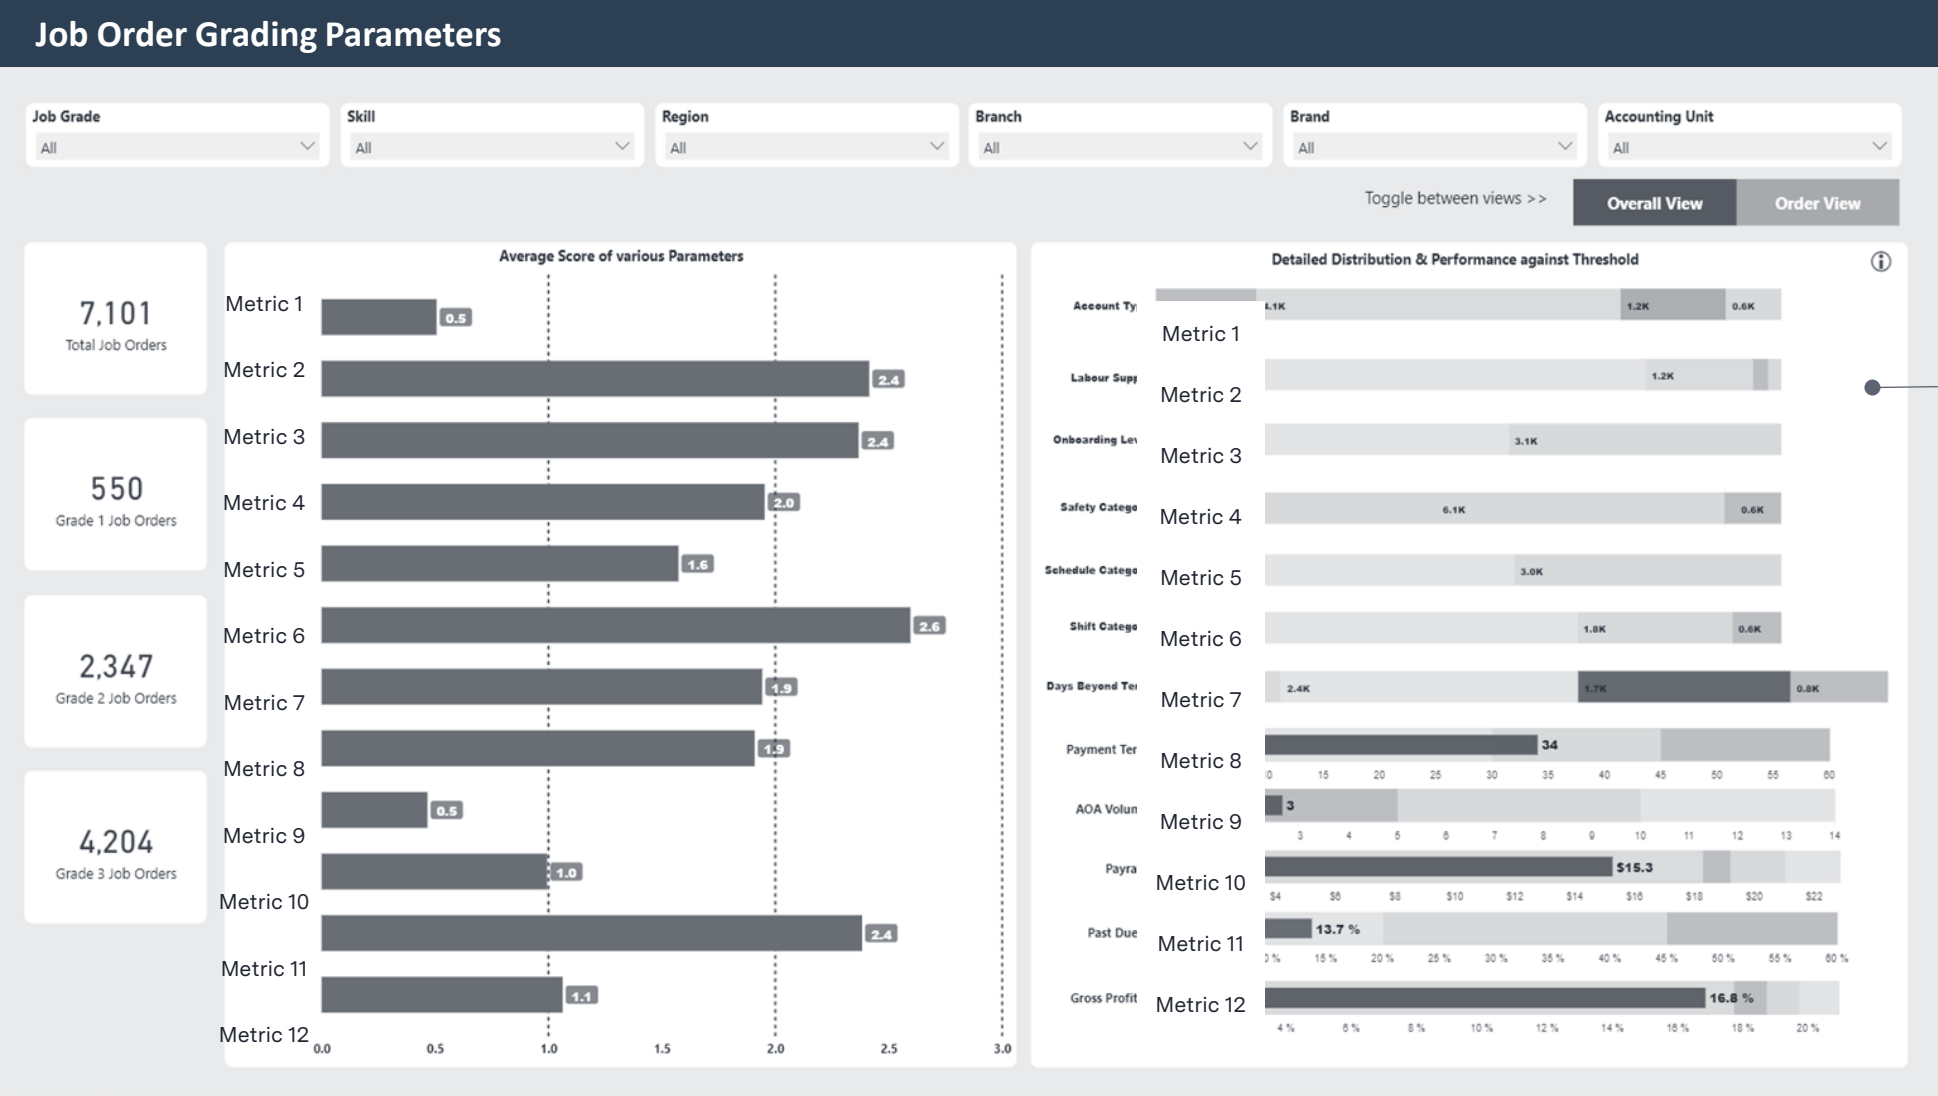 Job Order Grading Parameters
Job Grade
All
Skill
All
Region
All
Branch
All
Brand
All
Accounting Unit
All
Toggle between views >>
Overall View
Order View
7,101
Total Job Orders
550
Grade 1 Job Orders
2,347
Grade 2 Job Orders
4,204
Grade 3 Job Orders
Average Score of various Parameters
Metric 1
0.5
Metric 2
2.4
Metric 3
2.4
Metric 4
2.0
Metric 5
1.6
Metric 6
2.6
Metric 7
1.9
Metric 8
1.9
Metric 9
0.5
Metric 10
1.0
Metric 11
2.4
Metric 12
1.1
0.0 0.5 1.0 1.5 2.0 2.5 3.0
Detailed Distribution & Performance against Threshold
Account Ty
.1K 1.2K 0.6K
Metric 1
Labour Supp
1.2K
Metric 2
Onboarding Lev
3.1K
Metric 3
Safety Catego
6.1K 0.6K
Metric 4
Schedule Catego
3.0K
Metric 5
Shift Catego
1.8K 0.6K
Metric 6
Days Beyond Ter
2.4K 1.7K 0.8K
Metric 7
Payment Ter
34
Metric 8
15 20 25 30 35 40 45 50 55 60
AOA Volun
3
Metric 9
3 4 5 6 7 8 9 10 11 12 13 14
Payra
$15.3
Metric 10
$4 $6 $8 $10 $12 $14 $16 $18 $20 $22
Past Due
13.7 %
Metric 11
0 % 15 % 20 % 25 % 30 % 35 % 40 % 45 % 50 % 55 % 60 %
Gross Profit
16.8 %
Metric 12
4 % 6 % 8 % 10 % 12 % 14 % 16 % 18 % 20 %